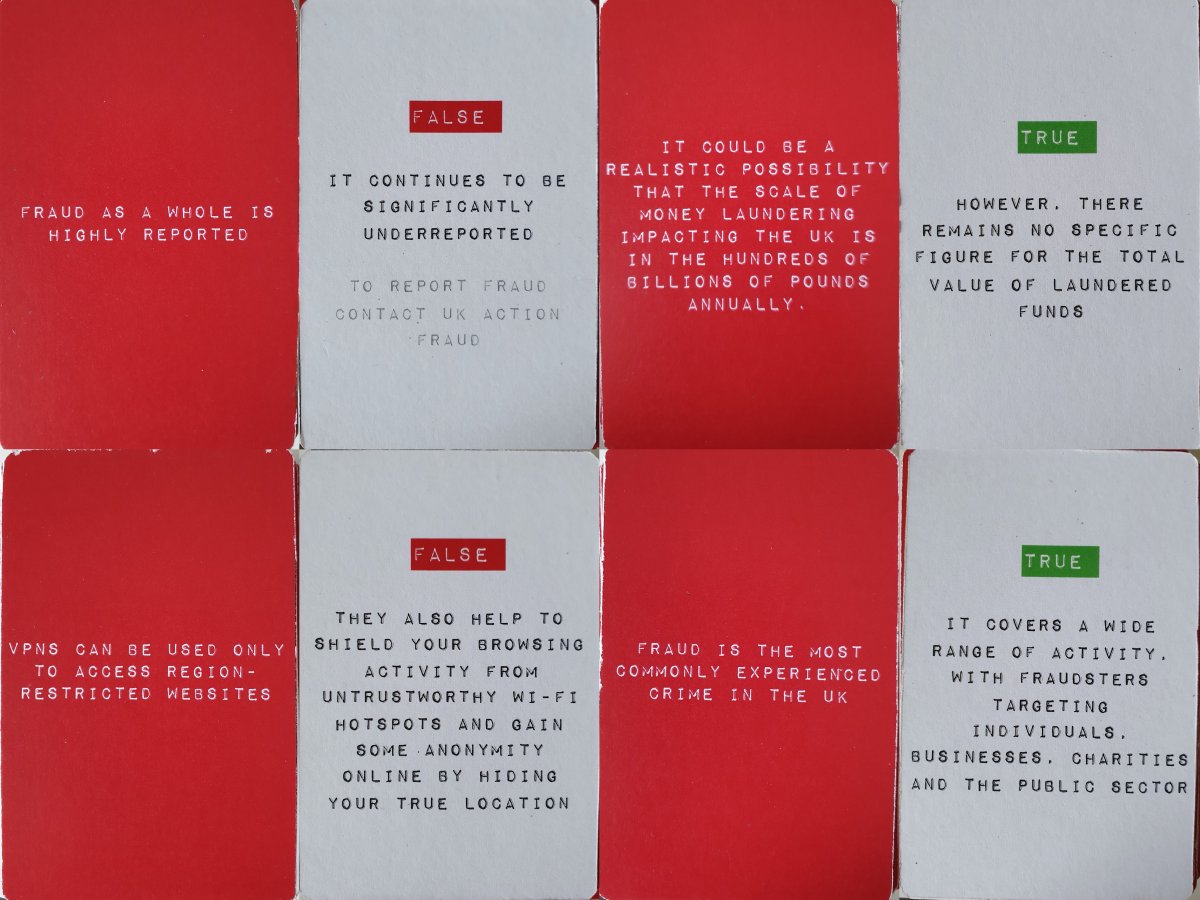 FRAUD AS A WHOLE IS
HIGHLY REPORTED
FALSE
IT CONTINUES TO BE
SIGNIFICANTLY
UNDERREPORTED
TO REPORT FRAUD
CONTACT UK ACTION
FRAUD
IT COULD BE A
REALISTIC POSSIBILITY
THAT THE SCALE OF
MONEY LAUNDERING
IMPACTING THE UK IS
IN THE HUNDREDS OF
BILLIONS OF POUNDS
ANNUALLY.
TRUE
HOWEVER, THERE
REMAINS NO SPECIFIC
FIGURE FOR THE TOTAL
VALUE OF LAUNDERED
FUNDS
VPNS CAN BE USED ONLY
TO ACCESS REGION-
RESTRICTED WEBSITES
FALSE
THEY ALSO HELP TO
SHIELD YOUR BROWSING
ACTIVITY FROM
UNTRUSTWORTHY WI-FI
HOTSPOTS AND GAIN
SOME ANONYMITY
ONLINE BY HIDING
YOUR TRUE LOCATION
FRAUD IS THE MOST
COMMONLY EXPERIENCED
CRIME IN THE UK
TRUE
IT COVERS A WIDE
RANGE OF ACTIVITY,
WITH FRAUDSTERS
TARGETING
INDIVIDUALS,
BUSINESSES, CHARITIES
AND THE PUBLIC SECTOR